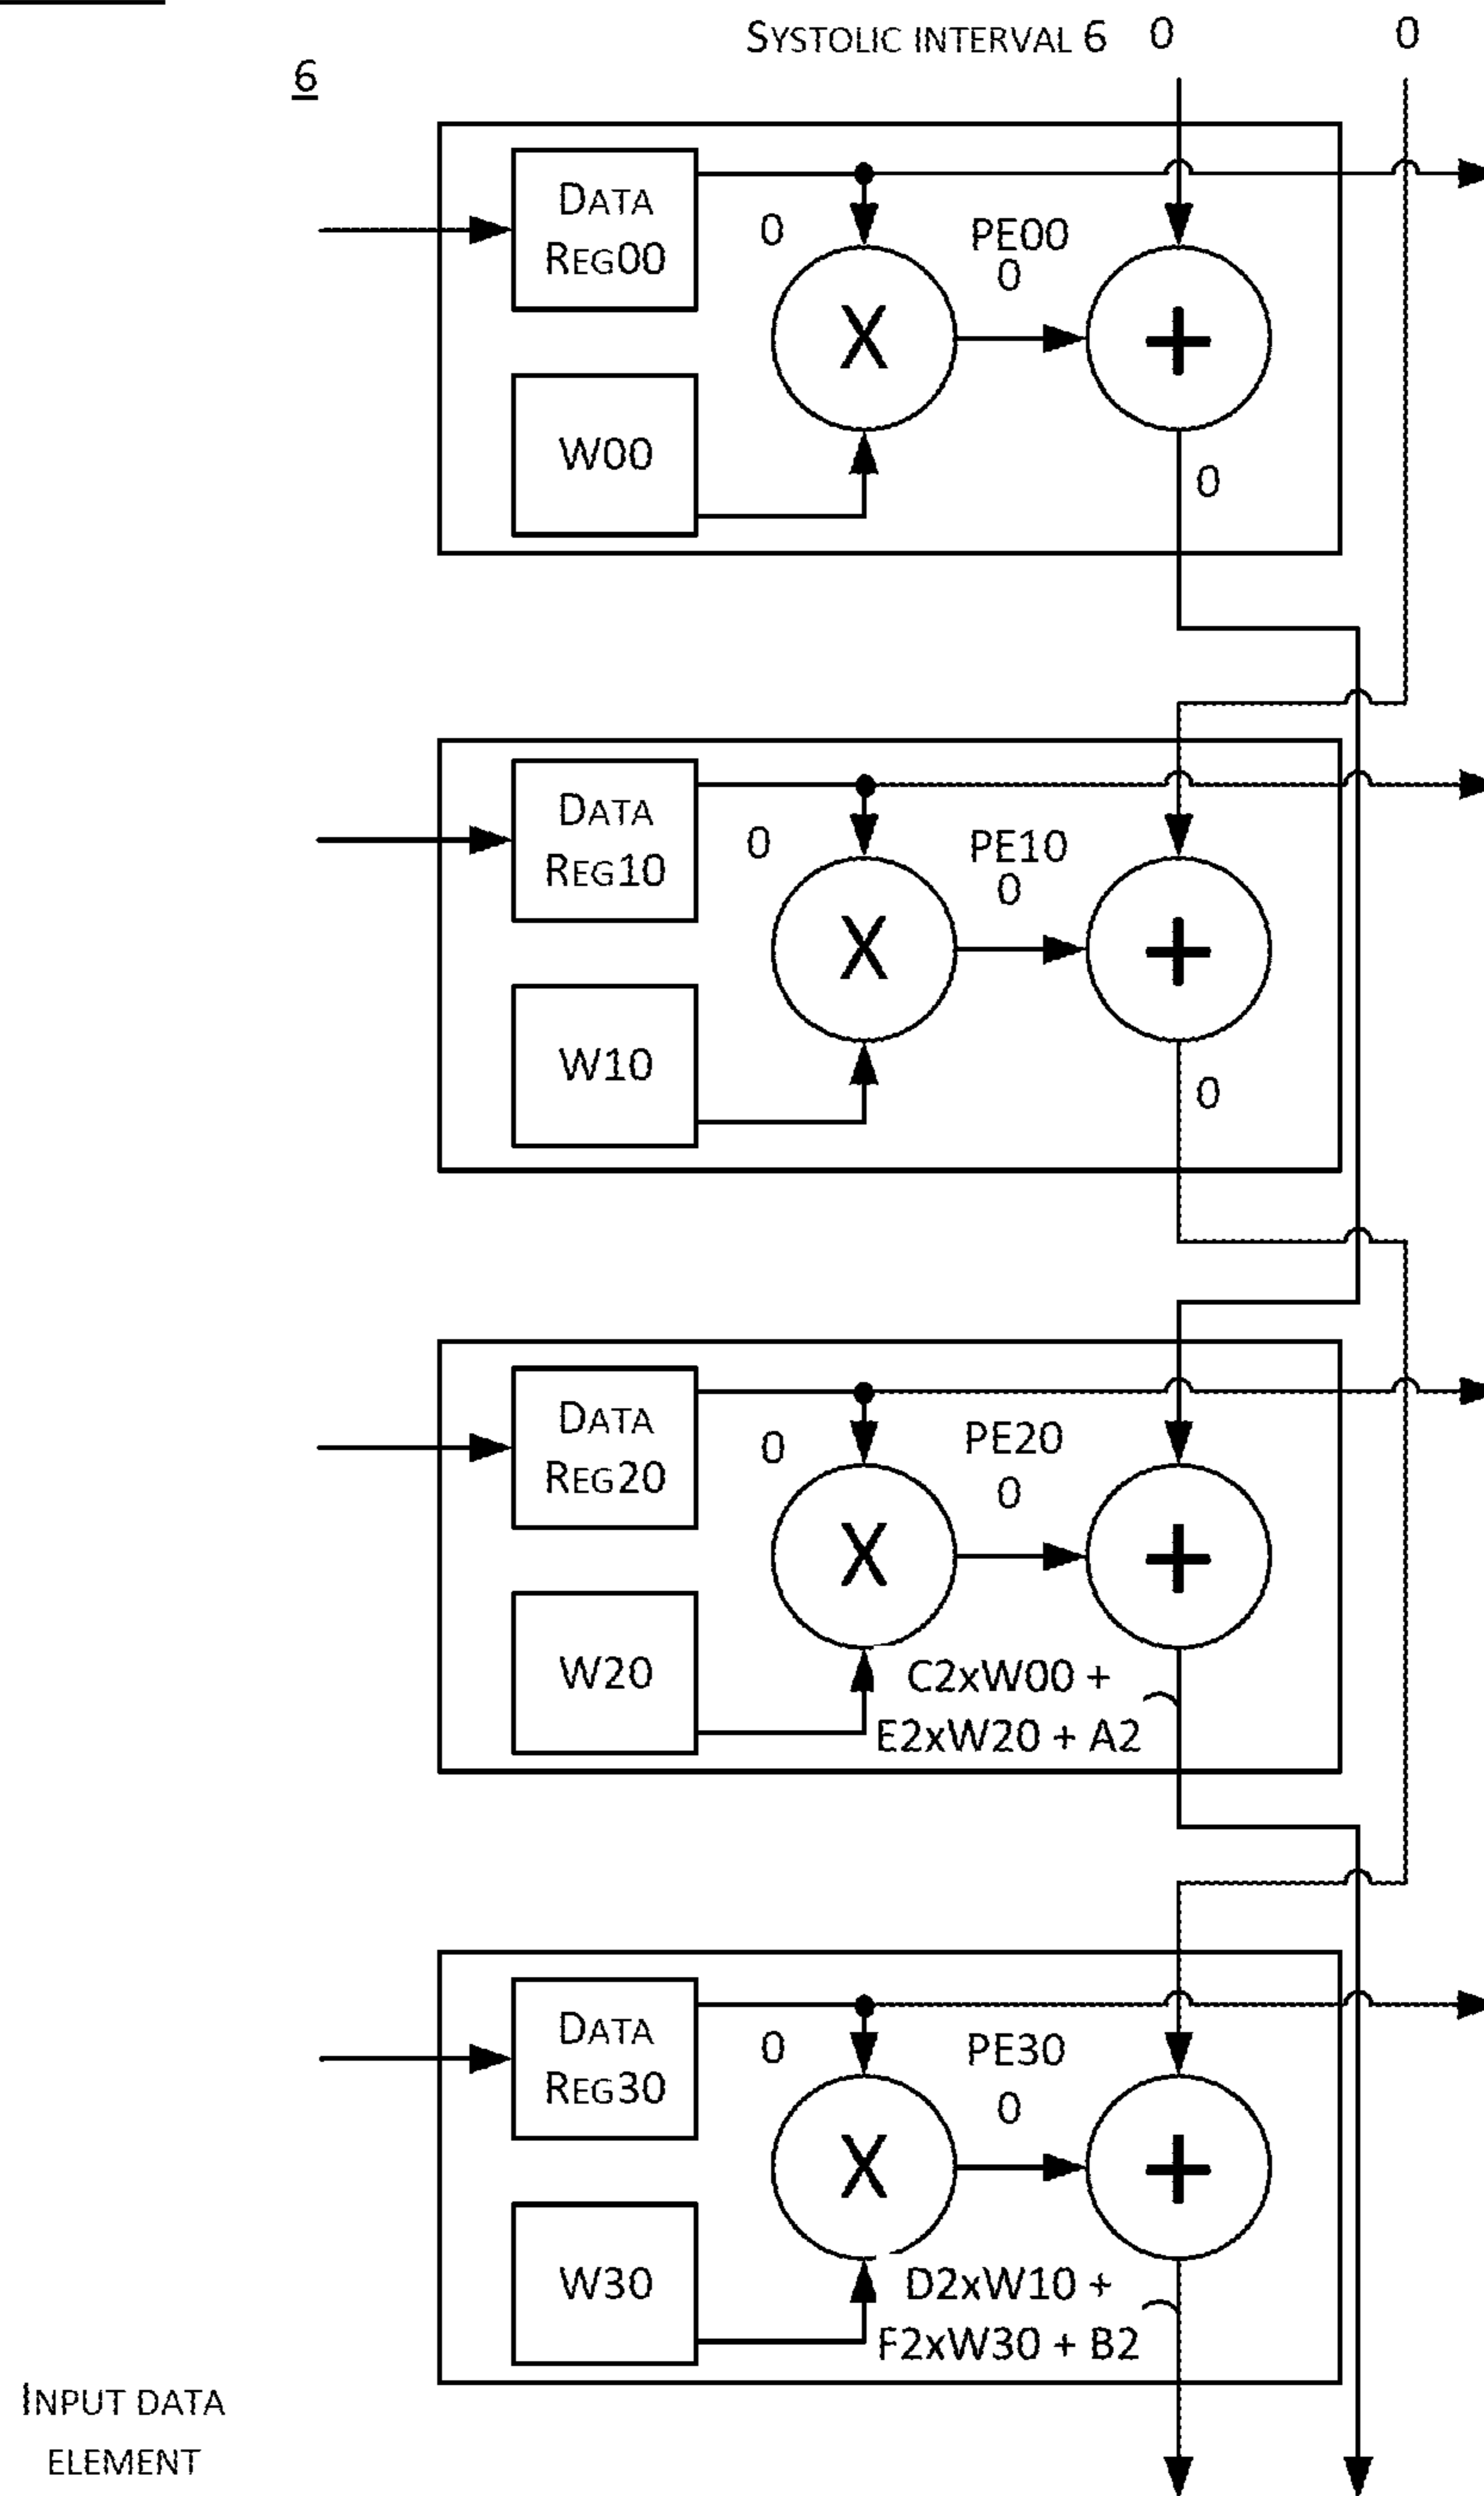 SYSTOLIC INTERVAL 6 0 0
6
DATA
REG00
0
PE00
0
X
+
W00
0
DATA
REG10
0
PE10
0
X
+
W10
0
DATA
REG20
0
PE20
0
X
+
W20
C2xW00 +
E2xW20 + A2
DATA
REG30
0
PE30
0
X
+
W30
D2xW10 +
F2xW30 + B2
INPUT DATA
ELEMENT